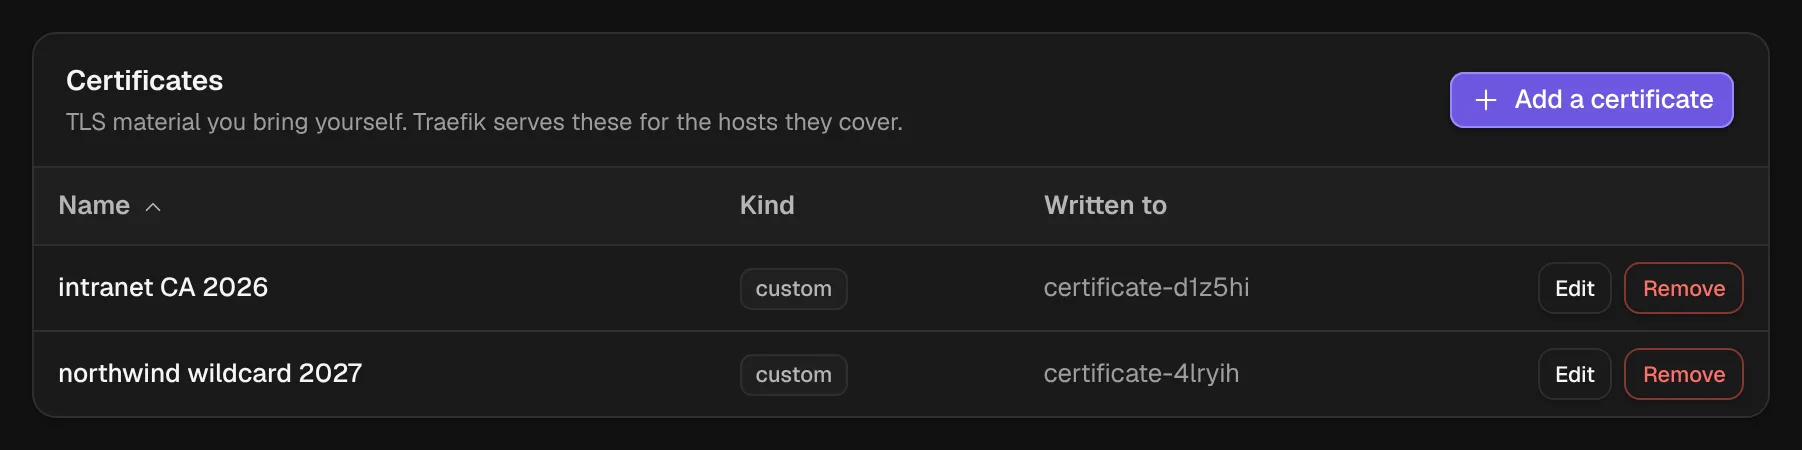 Certificates
TLS material you bring yourself. Traefik serves these for the hosts they cover.
Add a certificate
Name Kind Written to
intranet CA 2026 custom certificate-d1z5hi Edit Remove
northwind wildcard 2027 custom certificate-4lryih Edit Remove